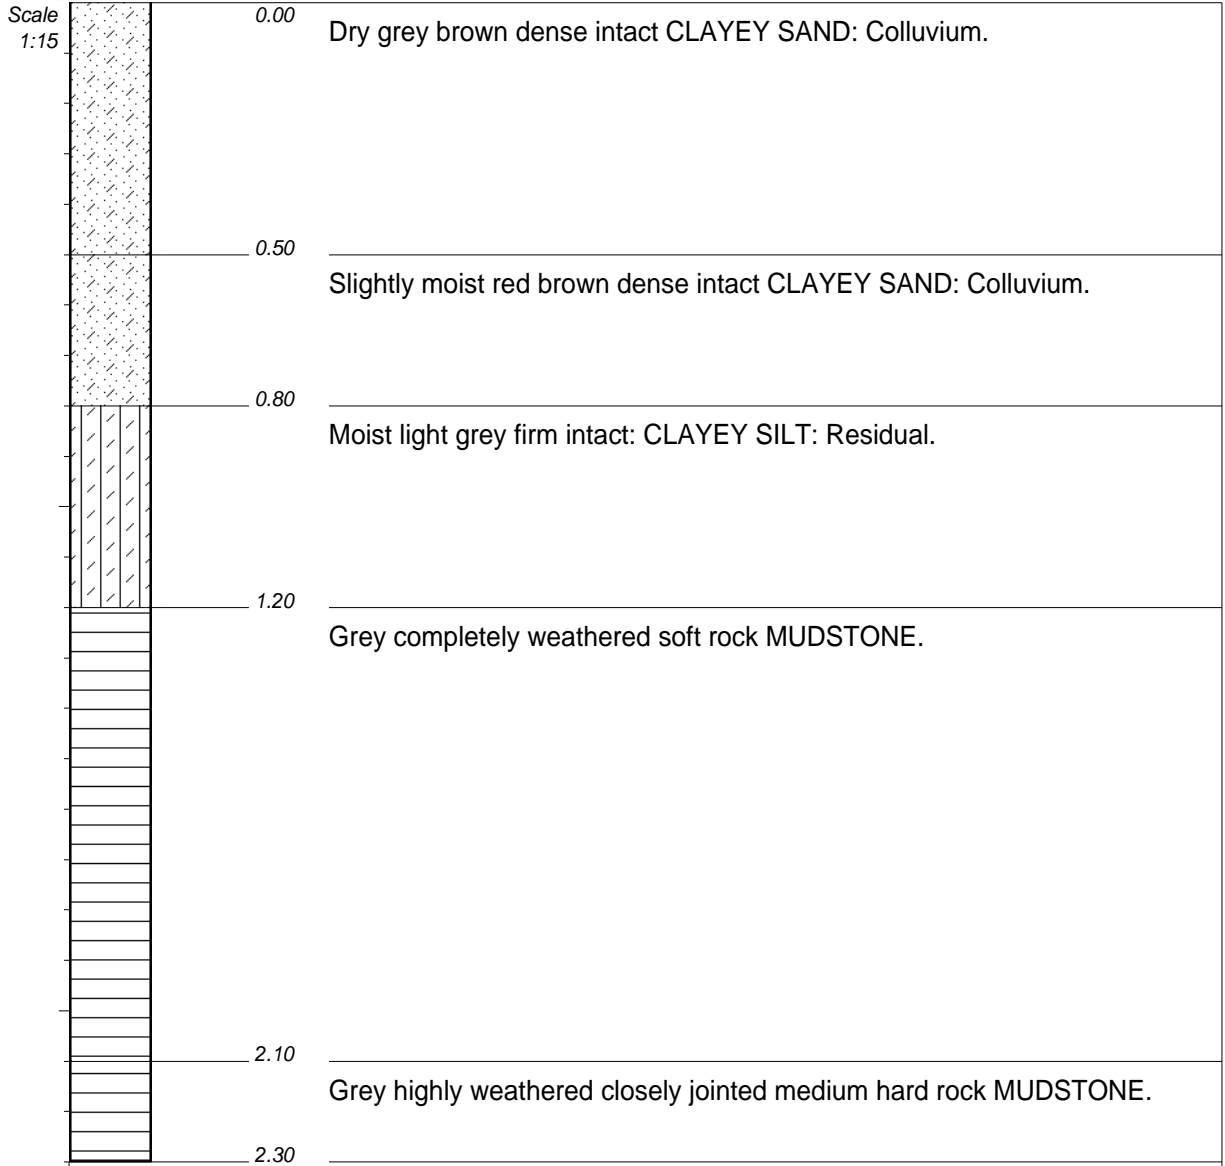 Scale
1:15
0.00
Dry grey brown dense intact CLAYEY SAND: Colluvium.
0.50
Slightly moist red brown dense intact CLAYEY SAND: Colluvium.
0.80
Moist light grey firm intact: CLAYEY SILT: Residual.
1.20
Grey completely weathered soft rock MUDSTONE.
2.10
Grey highly weathered closely jointed medium hard rock MUDSTONE.
2.30